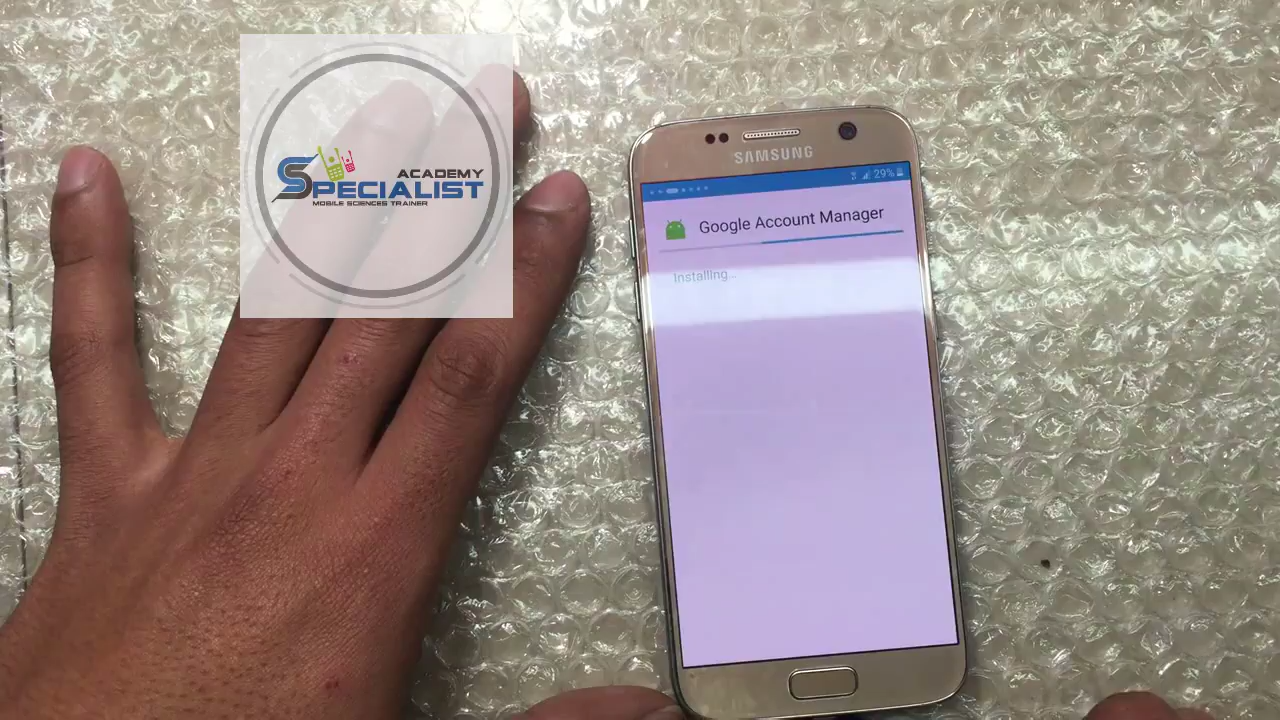 ACADEMY
SPECIALIST
MOBILE SCIENCES TRAINER
SAMSUNG
29%
Google Account Manager
Installing...